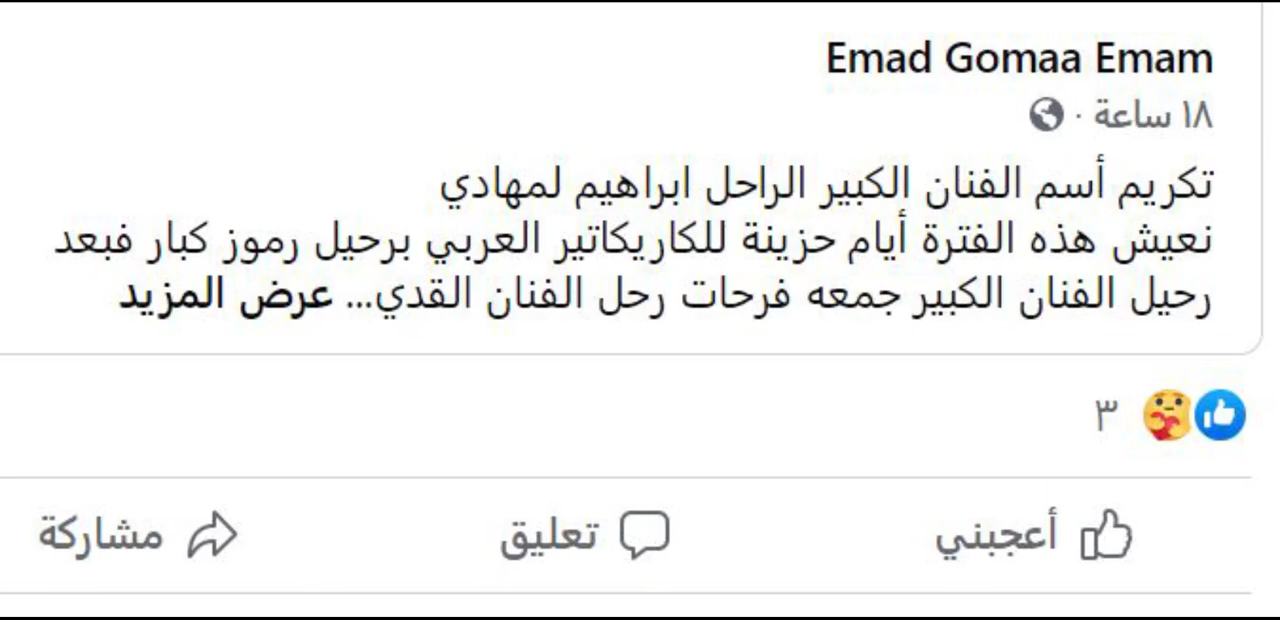 Emad Gomaa Emam
١٨ ساعة ·
تكريم أسم الفنان الكبير الراحل ابراهيم لمهادي
نعيش هذه الفترة أيام حزينة للكاريكاتير العربي برحيل رموز كبار فبعد
رحيل الفنان الكبير جمعه فرحات رحل الفنان القدي... عرض المزيد
٣
أعجبني تعليق مشاركة